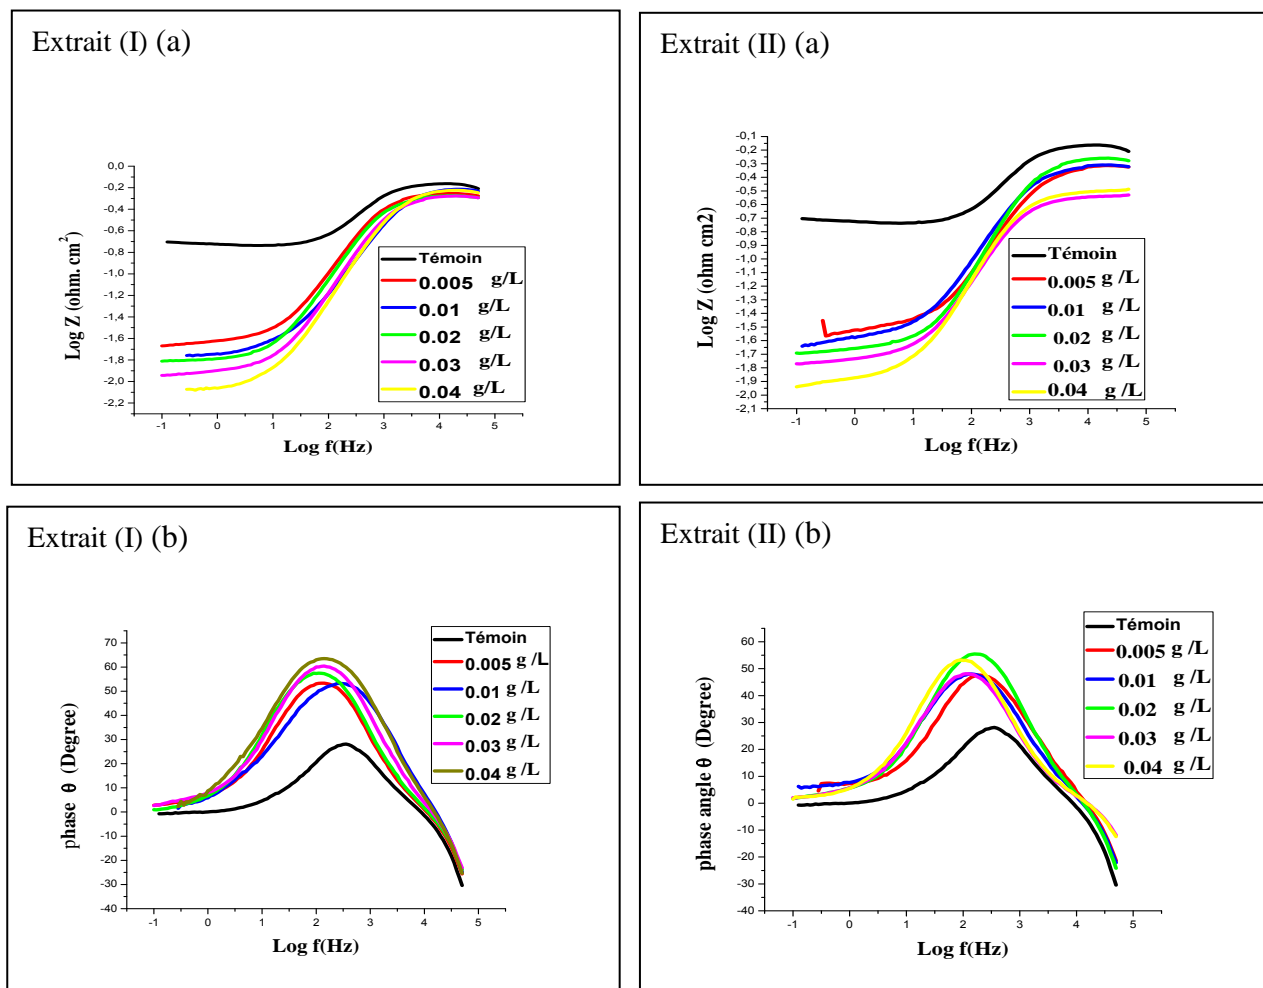 Extrait (I) (a)
0,0
-0,2
-0,4
-0,6
-0,8
-1,0
-1,2
-1,4
-1,6
-1,8
-2,0
-2,2
Log Z (ohm. cm²)
-1 0 1 2 3 4 5
Log f(Hz)
Témoin
0.005 g/L
0.01 g/L
0.02 g/L
0.03 g/L
0.04 g/L
Extrait (II) (a)
-0,1
-0,2
-0,3
-0,4
-0,5
-0,6
-0,7
-0,8
-0,9
-1,0
-1,1
-1,2
-1,3
-1,4
-1,5
-1,6
-1,7
-1,8
-1,9
-2,0
-2,1
Log Z (ohm cm2)
-1 0 1 2 3 4 5
Log f(Hz)
Témoin
0.005 g /L
0.01 g /L
0.02 g /L
0.03 g /L
0.04 g /L
Extrait (I) (b)
70
60
50
40
30
20
10
0
-10
-20
-30
-40
phase θ (Degree)
-1 0 1 2 3 4 5
Log f(Hz)
Témoin
0.005 g /L
0.01 g /L
0.02 g /L
0.03 g /L
0.04 g /L
Extrait (II) (b)
60
50
40
30
20
10
0
-10
-20
-30
-40
phase angle θ (Degree)
-1 0 1 2 3 4 5
Log f(Hz)
Témoin
0.005 g /L
0.01 g /L
0.02 g /L
0.03 g /L
0.04 g /L